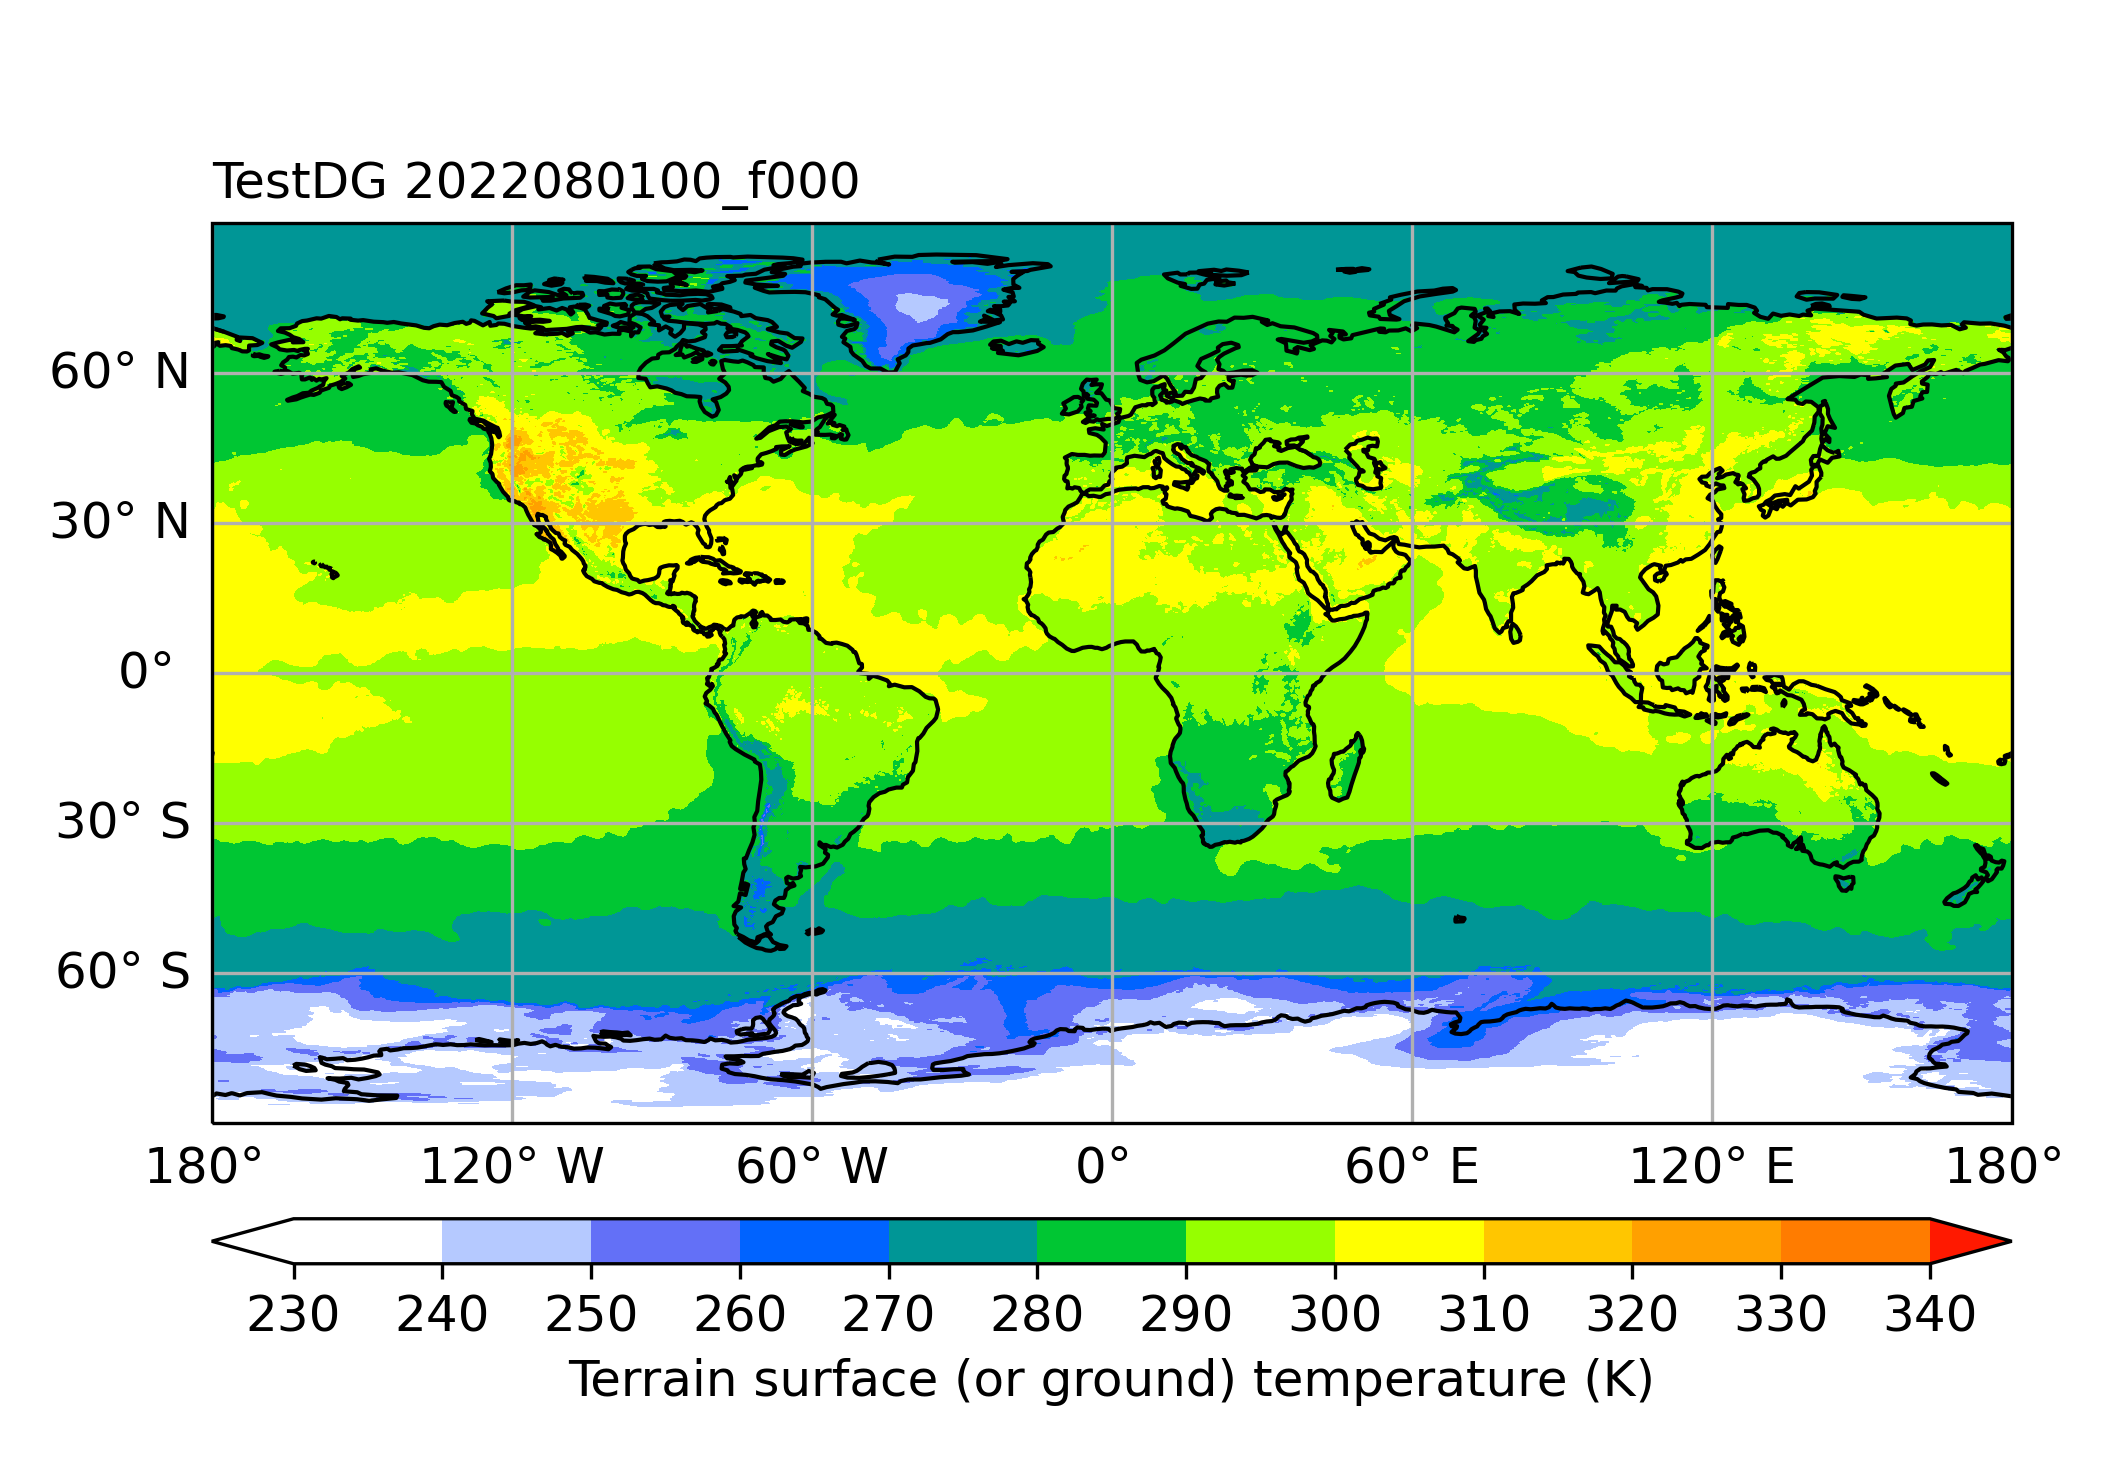 TestDG 2022080100_f000
60° N
30° N
0°
30° S
60° S
180° 120° W 60° W 0° 60° E 120° E 180°
230 240 250 260 270 280 290 300 310 320 330 340
Terrain surface (or ground) temperature (K)